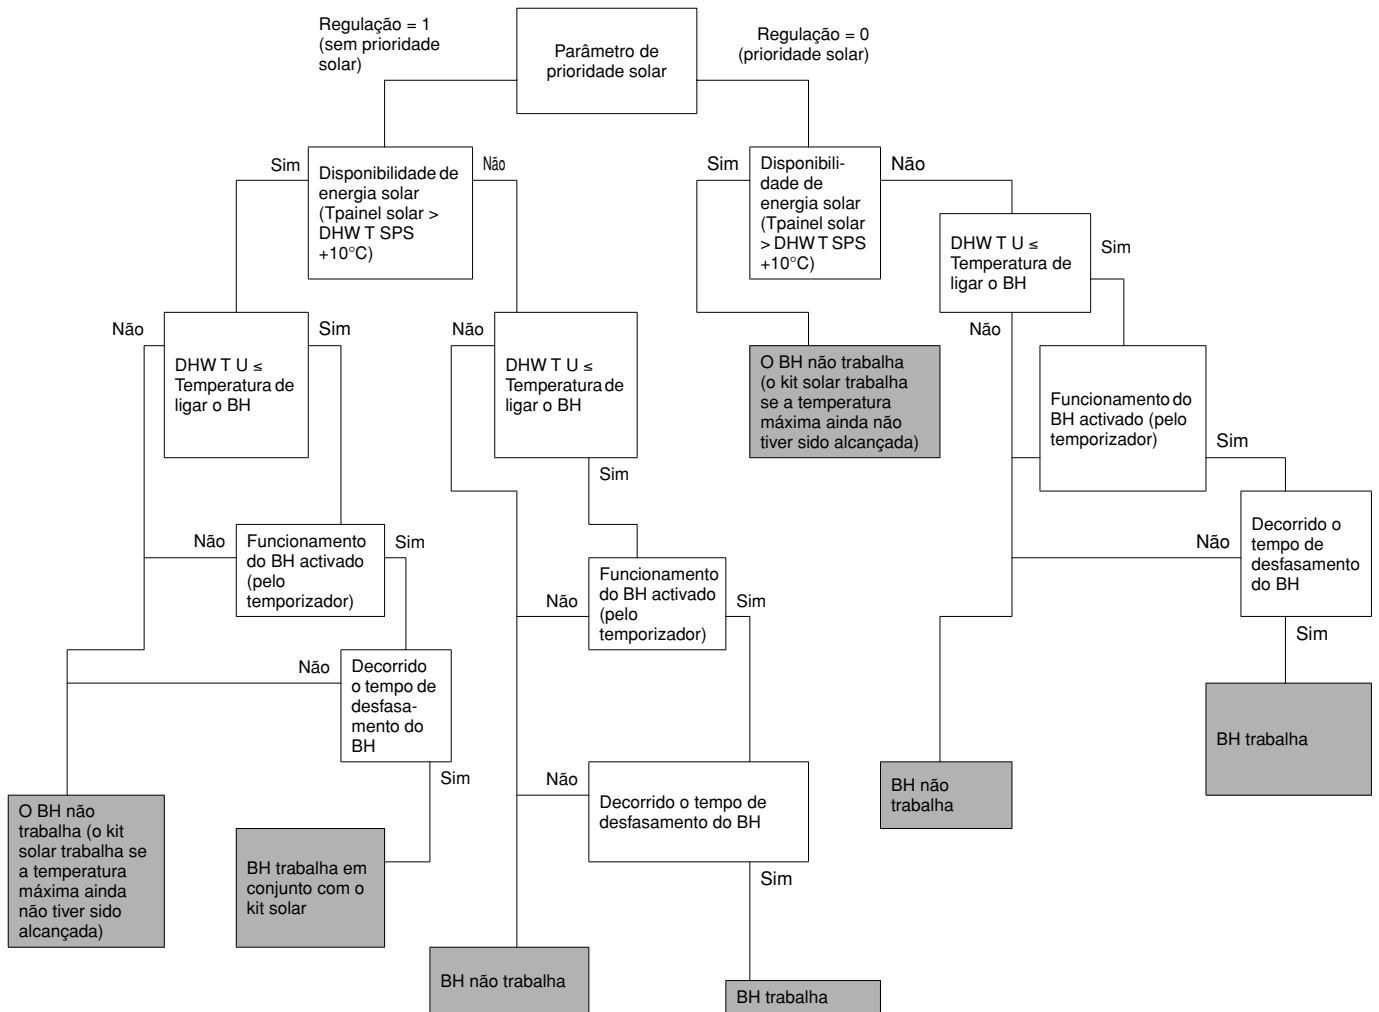 Regulação = 1
(sem prioridade
solar)
Parâmetro de
prioridade solar
Regulação = 0
(prioridade solar)
Sim
Disponibilidade de
energia solar
(Tpainel solar >
DHW T SPS
+10°C)
Não
Sim
Disponibili-
dade de
energia solar
(Tpainel solar
> DHW T SPS
+10°C)
Não
DHW T U ≤
Temperatura de
ligar o BH
Sim
Não
Não
DHW T U ≤
Temperatura de
ligar o BH
Sim
Não
DHW T U ≤
Temperatura de
ligar o BH
Sim
O BH não trabalha
(o kit solar trabalha
se a temperatura
máxima ainda não
tiver sido alcançada)
Funcionamento do
BH activado (pelo
temporizador)
Sim
Não
Funcionamento
do BH activado
(pelo
temporizador)
Sim
Não
Funcionamento
do BH activado
(pelo
temporizador)
Sim
Não
Decorrido o
tempo de
desfasamento
do BH
Sim
Não
Decorrido
o tempo de
desfasa-
mento do
BH
Sim
Não
Decorrido o tempo de
desfasamento do BH
Sim
BH não
trabalha
BH trabalha
O BH não
trabalha (o kit
solar trabalha se
a temperatura
máxima ainda
não tiver sido
alcançada)
BH trabalha em
conjunto com o
kit solar
BH não trabalha
BH trabalha